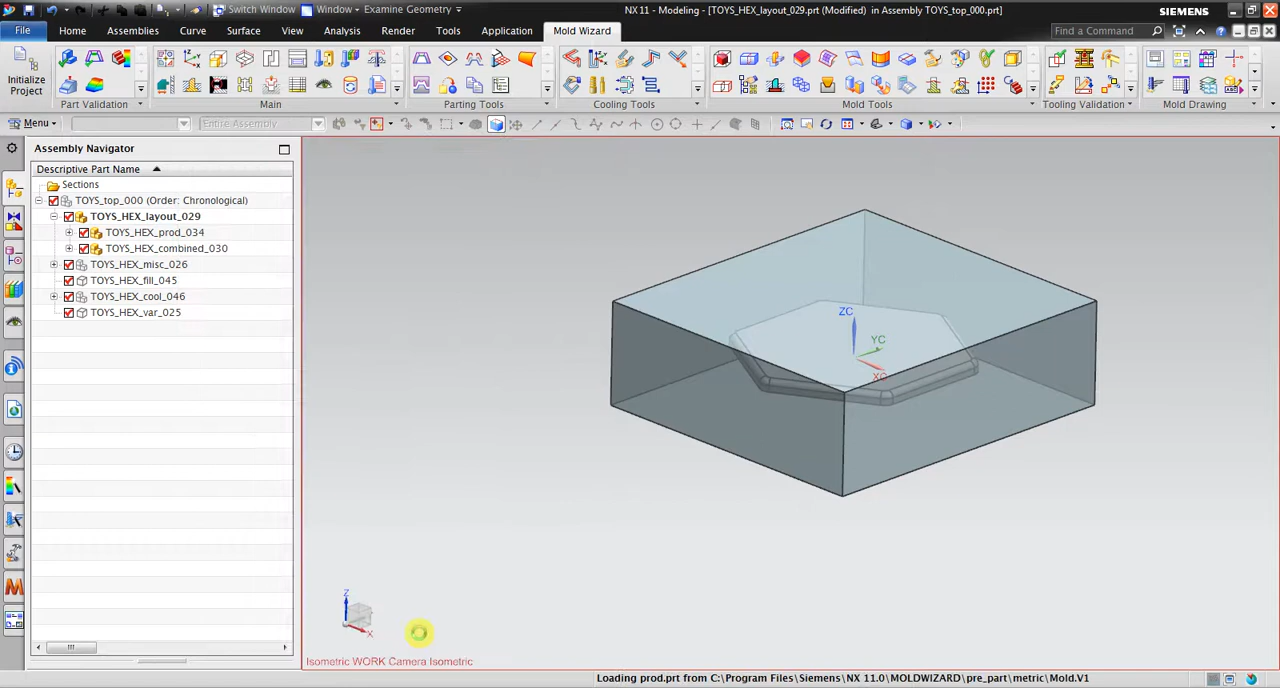 Switch Window Window Examine Geometry NX 11 - Modeling - [TOYS_HEX_layout_029.prt (Modified) in Assembly TOYS_top_000.prt] SIEMENS
File Home Assemblies Curve Surface View Analysis Render Tools Application Mold Wizard Find a Command
Initialize
Project
Part Validation Main Parting Tools Cooling Tools Mold Tools Tooling Validation Mold Drawing
Menu Entire Assembly
Assembly Navigator
Descriptive Part Name
Sections
TOYS_top_000 (Order: Chronological)
TOYS_HEX_layout_029
TOYS_HEX_prod_034
TOYS_HEX_combined_030
TOYS_HEX_misc_026
TOYS_HEX_fill_045
TOYS_HEX_cool_046
TOYS_HEX_var_025
ZC
YC
XC
Z
X
Isometric WORK Camera Isometric
Loading prod.prt from C:\Program Files\Siemens\NX 11.0\MOLDWIZARD\pre_part\metric\Mold.V1